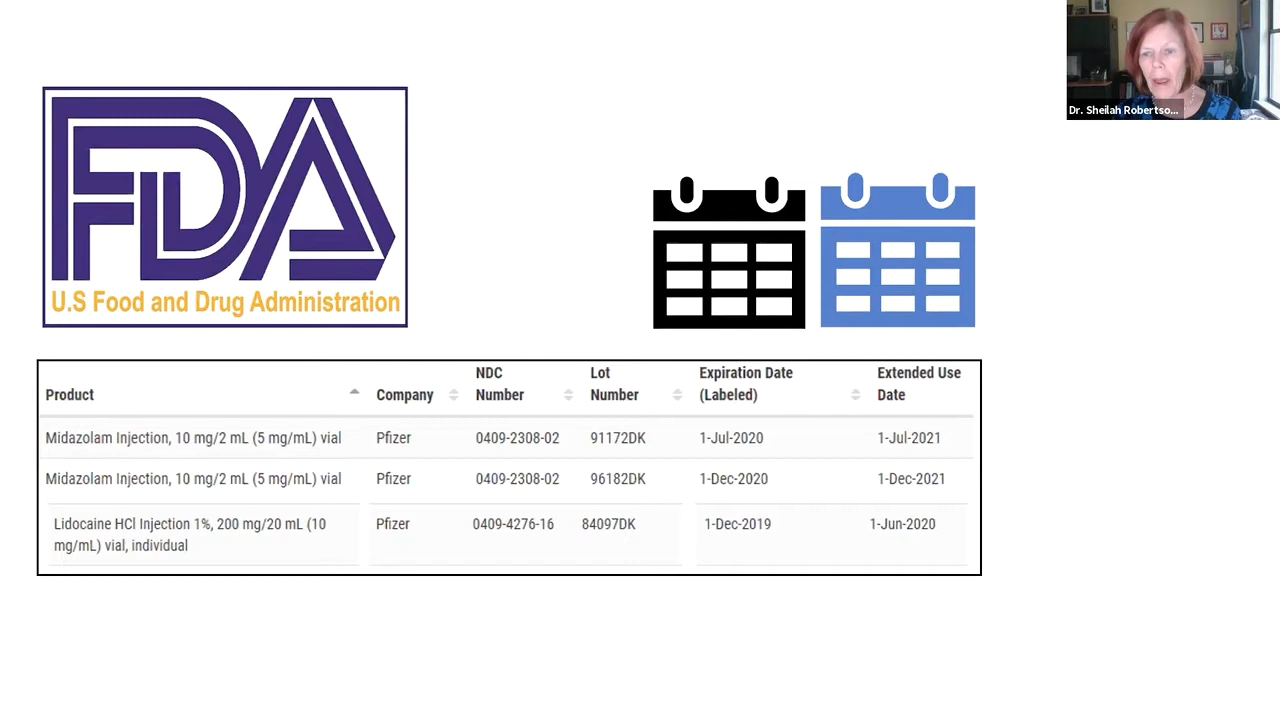 Dr. Sheilah Robertso...
FDA
U.S Food and Drug Administration
Product Company NDC Number Lot Number Expiration Date (Labeled) Extended Use Date
Midazolam Injection, 10 mg/2 mL (5 mg/mL) vial Pfizer 0409-2308-02 91172DK 1-Jul-2020 1-Jul-2021
Midazolam Injection, 10 mg/2 mL (5 mg/mL) vial Pfizer 0409-2308-02 96182DK 1-Dec-2020 1-Dec-2021
Lidocaine HCl Injection 1%, 200 mg/20 mL (10 Pfizer 0409-4276-16 84097DK 1-Dec-2019 1-Jun-2020
mg/mL) vial, individual